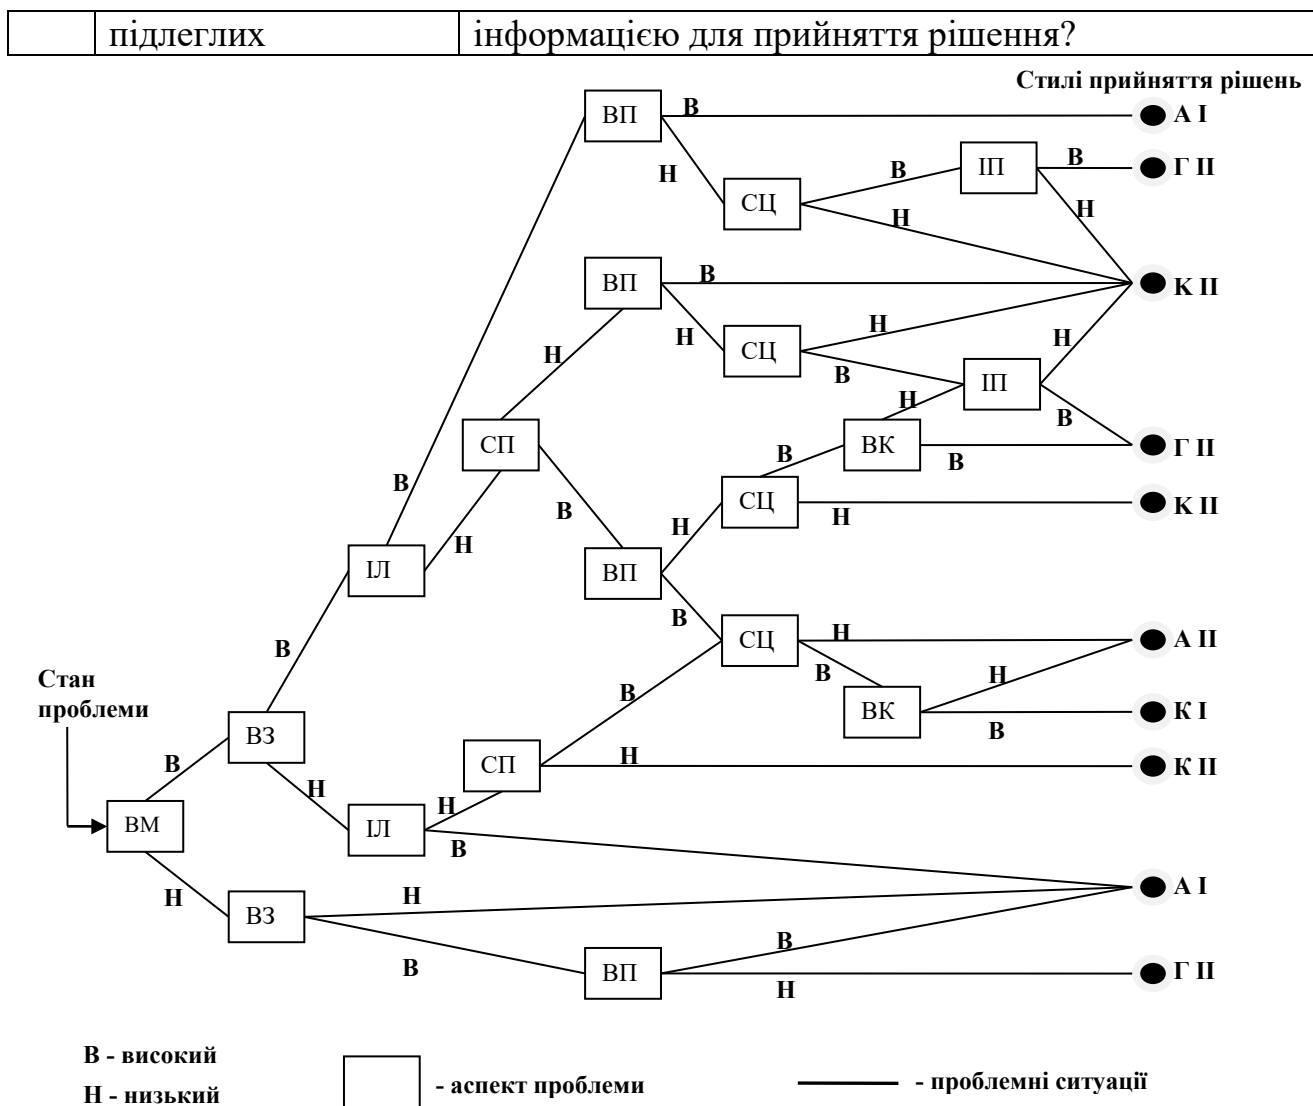 підлеглих інформацією для прийняття рішення?
Стилі прийняття рішень
ВП В А І
Н
СЦ В ІП В Г ІІ
Н Н
ВП В К ІІ
Н
СЦ Н Н
В ІП
Н
СП Н ВК В Г ІІ
В В
В СЦ К ІІ
В Н Н
ІЛ Н ВП
В
СЦ Н А ІІ
В В Н
Стан
проблеми
В ВК В К І
ВЗ СП Н К ІІ
В Н Н
ВМ ІЛ В
Н Н А І
ВЗ В
В ВП Н Г ІІ
В - високий
Н - низький
- аспект проблеми
- проблемні ситуації